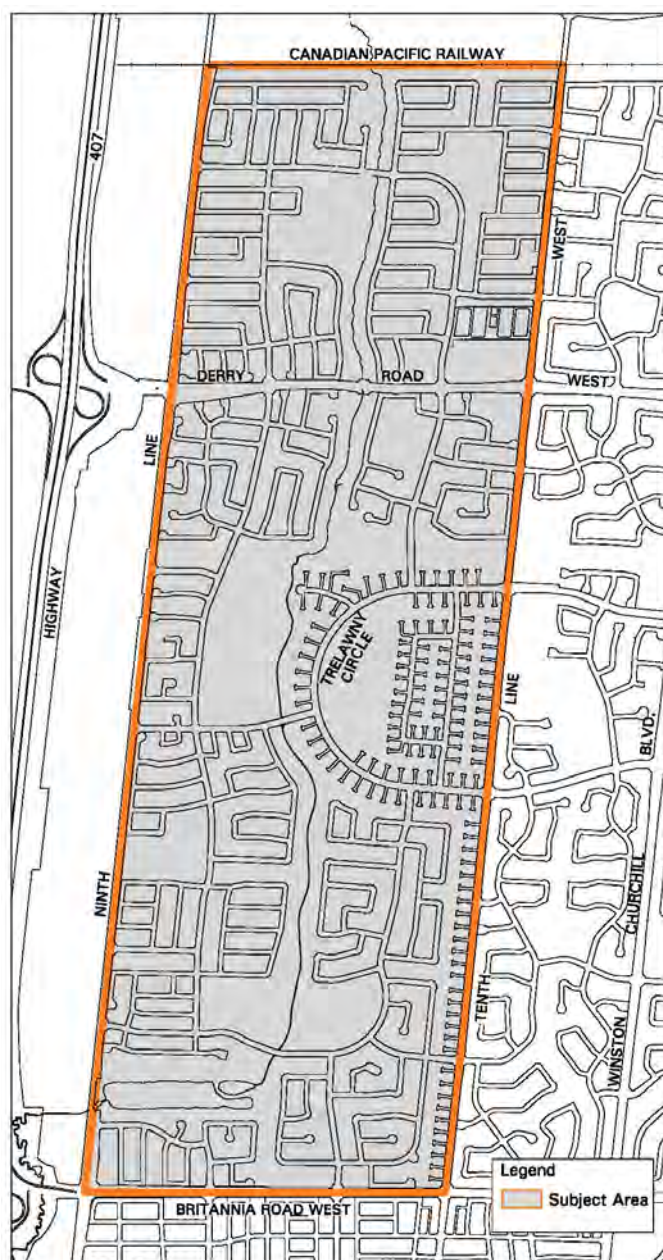 CANADIAN PACIFIC RAILWAY
407
WEST
DERRY ROAD WEST
LINE
HIGHWAY
TRELAWNY
CIRCLE
LINE
BLVD.
CHURCHILL
NINTH
TENTH
WINSTON
Legend
Subject Area
BRITANNIA ROAD WEST